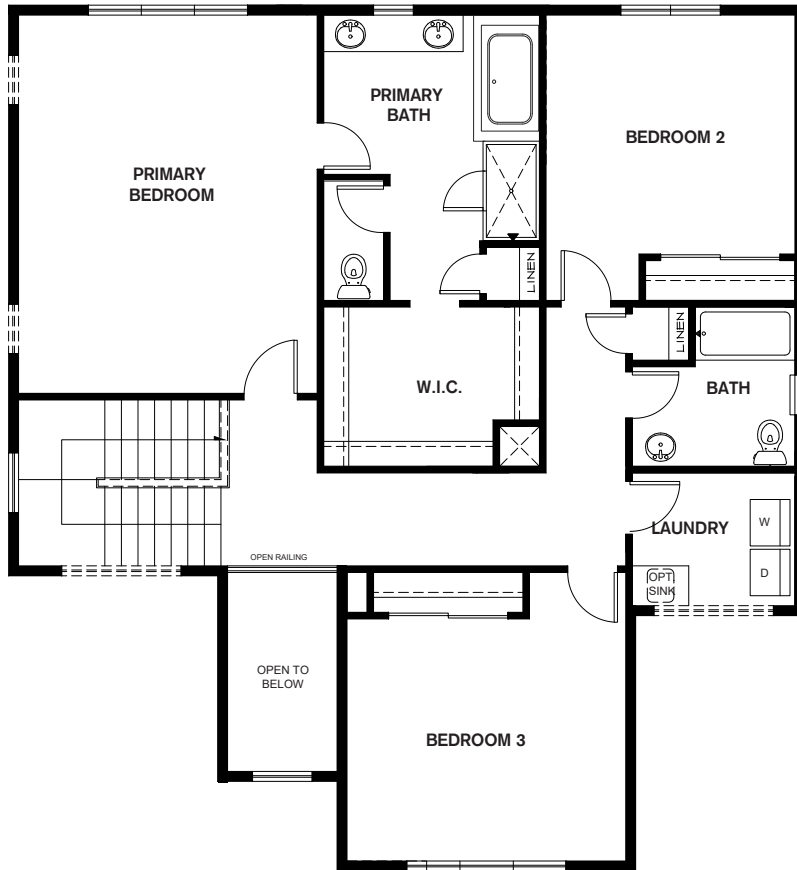 PRIMARY
BATH
BEDROOM 2
PRIMARY
BEDROOM
LINEN
LINEN
W.I.C.
BATH
LAUNDRY
W
OPEN RAILING
OPT.
SINK
D
OPEN TO
BELOW
BEDROOM 3